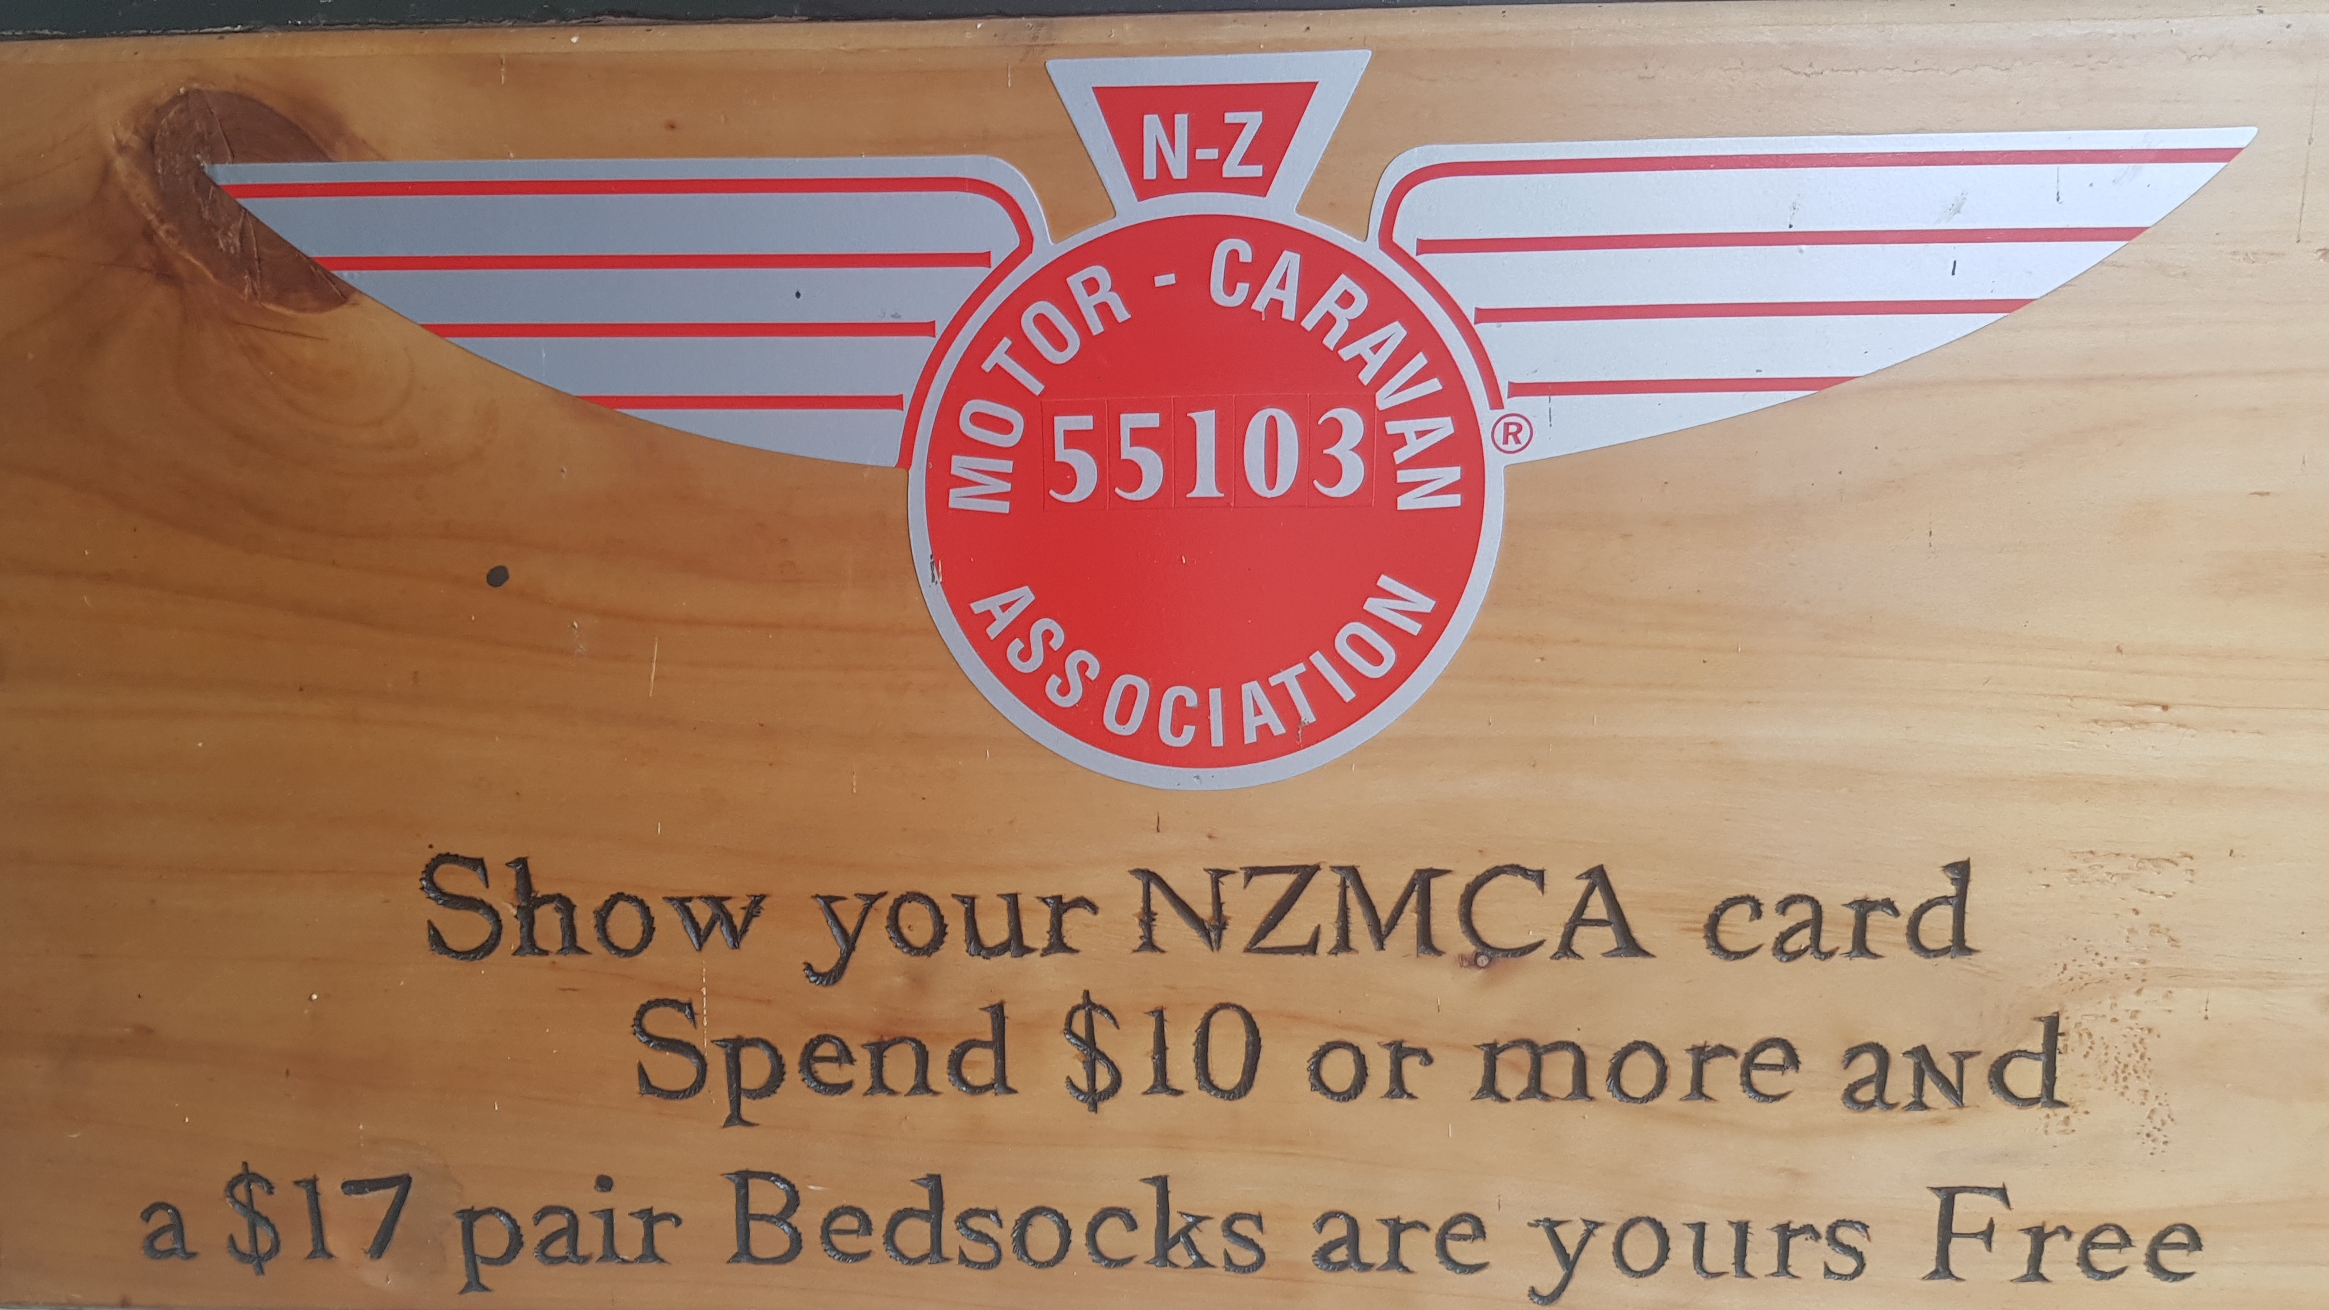 N-Z
MOTOR - CARAVAN
55103
®
ASSOCIATION
Show your NZMCA card
Spend $10 or more aNd
a $17 pair Bedsocks are yours Free